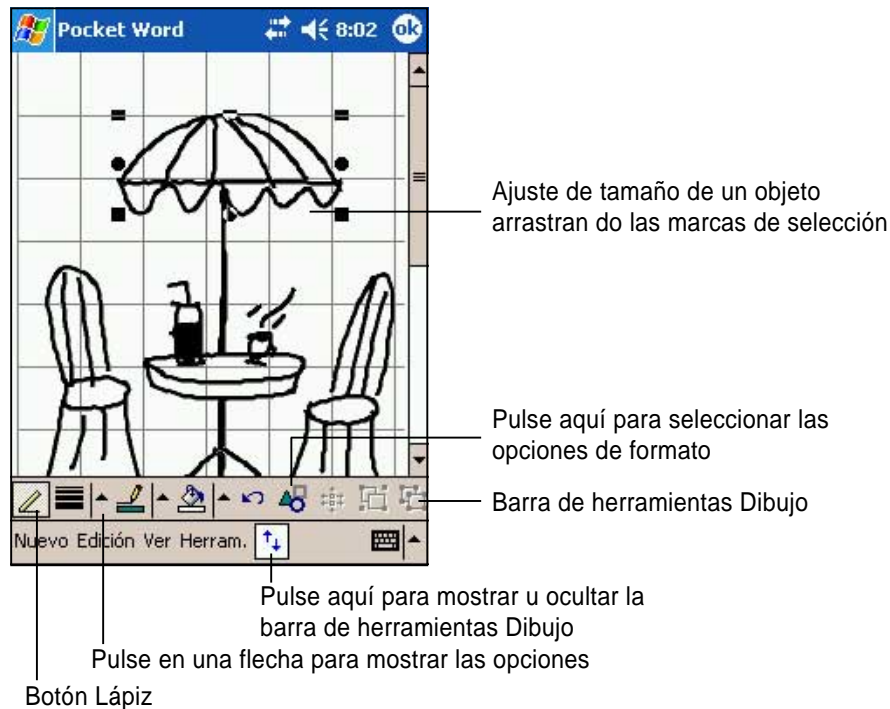 Pocket Word 8:02 ok
Ajuste de tamaño de un objeto
arrastran do las marcas de selección
Pulse aquí para seleccionar las
opciones de formato
Barra de herramientas Dibujo
Nuevo Edición Ver Herram.
Pulse aquí para mostrar u ocultar la
barra de herramientas Dibujo
Pulse en una flecha para mostrar las opciones
Botón Lápiz